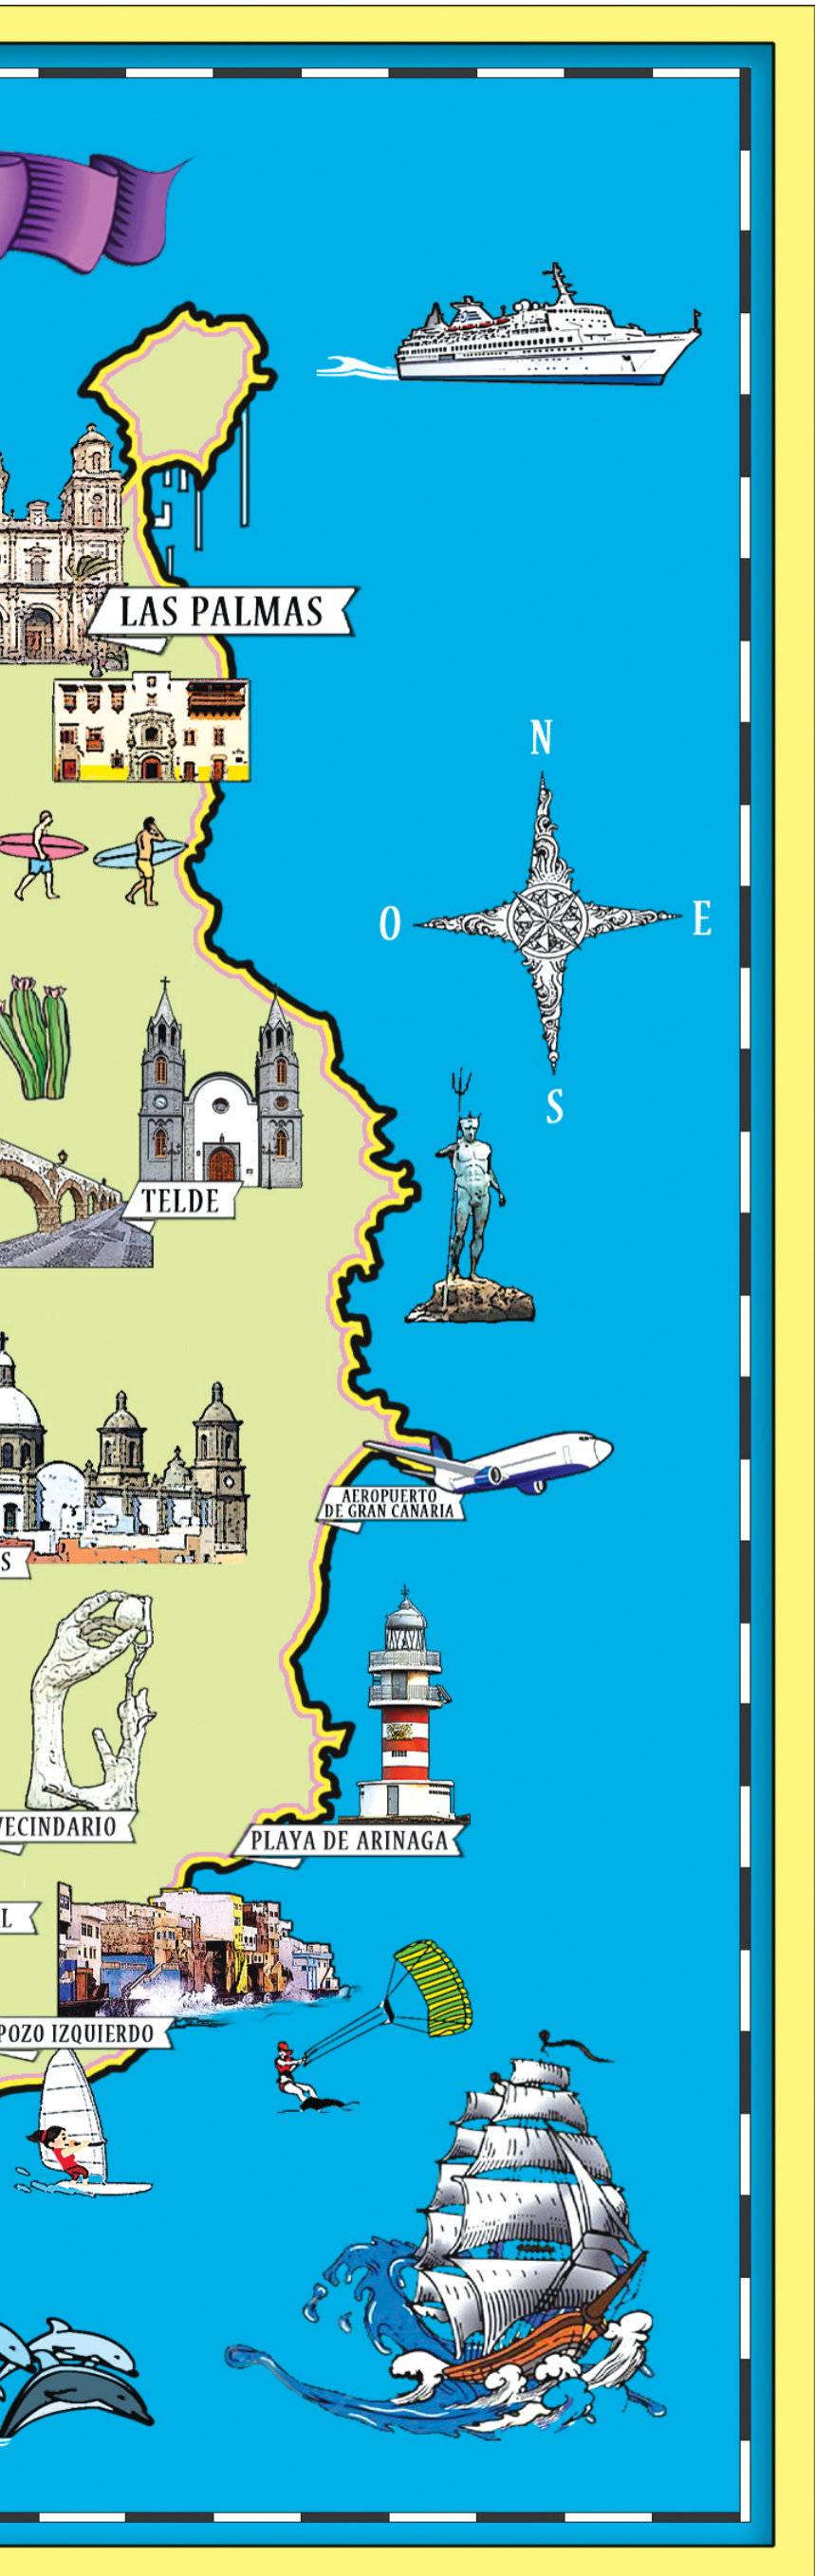 LAS PALMAS
N
O
E
S
TELDE
AEROPUERTO
DE GRAN CANARIA
S
VECINDARIO
PLAYA DE ARINAGA
L
POZO IZQUIERDO